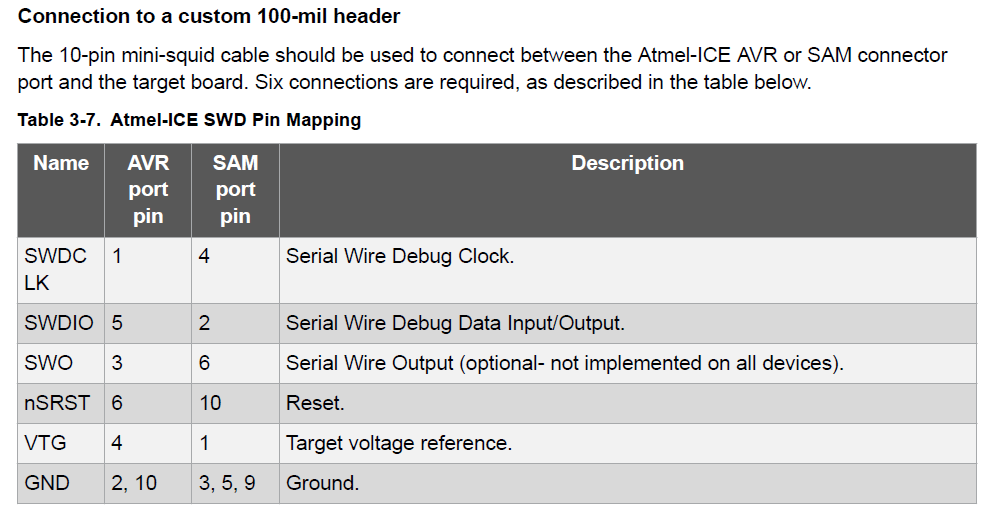 Connection to a custom 100-mil header
The 10-pin mini-squid cable should be used to connect between the Atmel-ICE AVR or SAM connector
port and the target board. Six connections are required, as described in the table below.
Table 3-7. Atmel-ICE SWD Pin Mapping
Name AVR port pin SAM port pin Description
SWDC
LK 1 4 Serial Wire Debug Clock.
SWDIO 5 2 Serial Wire Debug Data Input/Output.
SWO 3 6 Serial Wire Output (optional- not implemented on all devices).
nSRST 6 10 Reset.
VTG 4 1 Target voltage reference.
GND 2, 10 3, 5, 9 Ground.